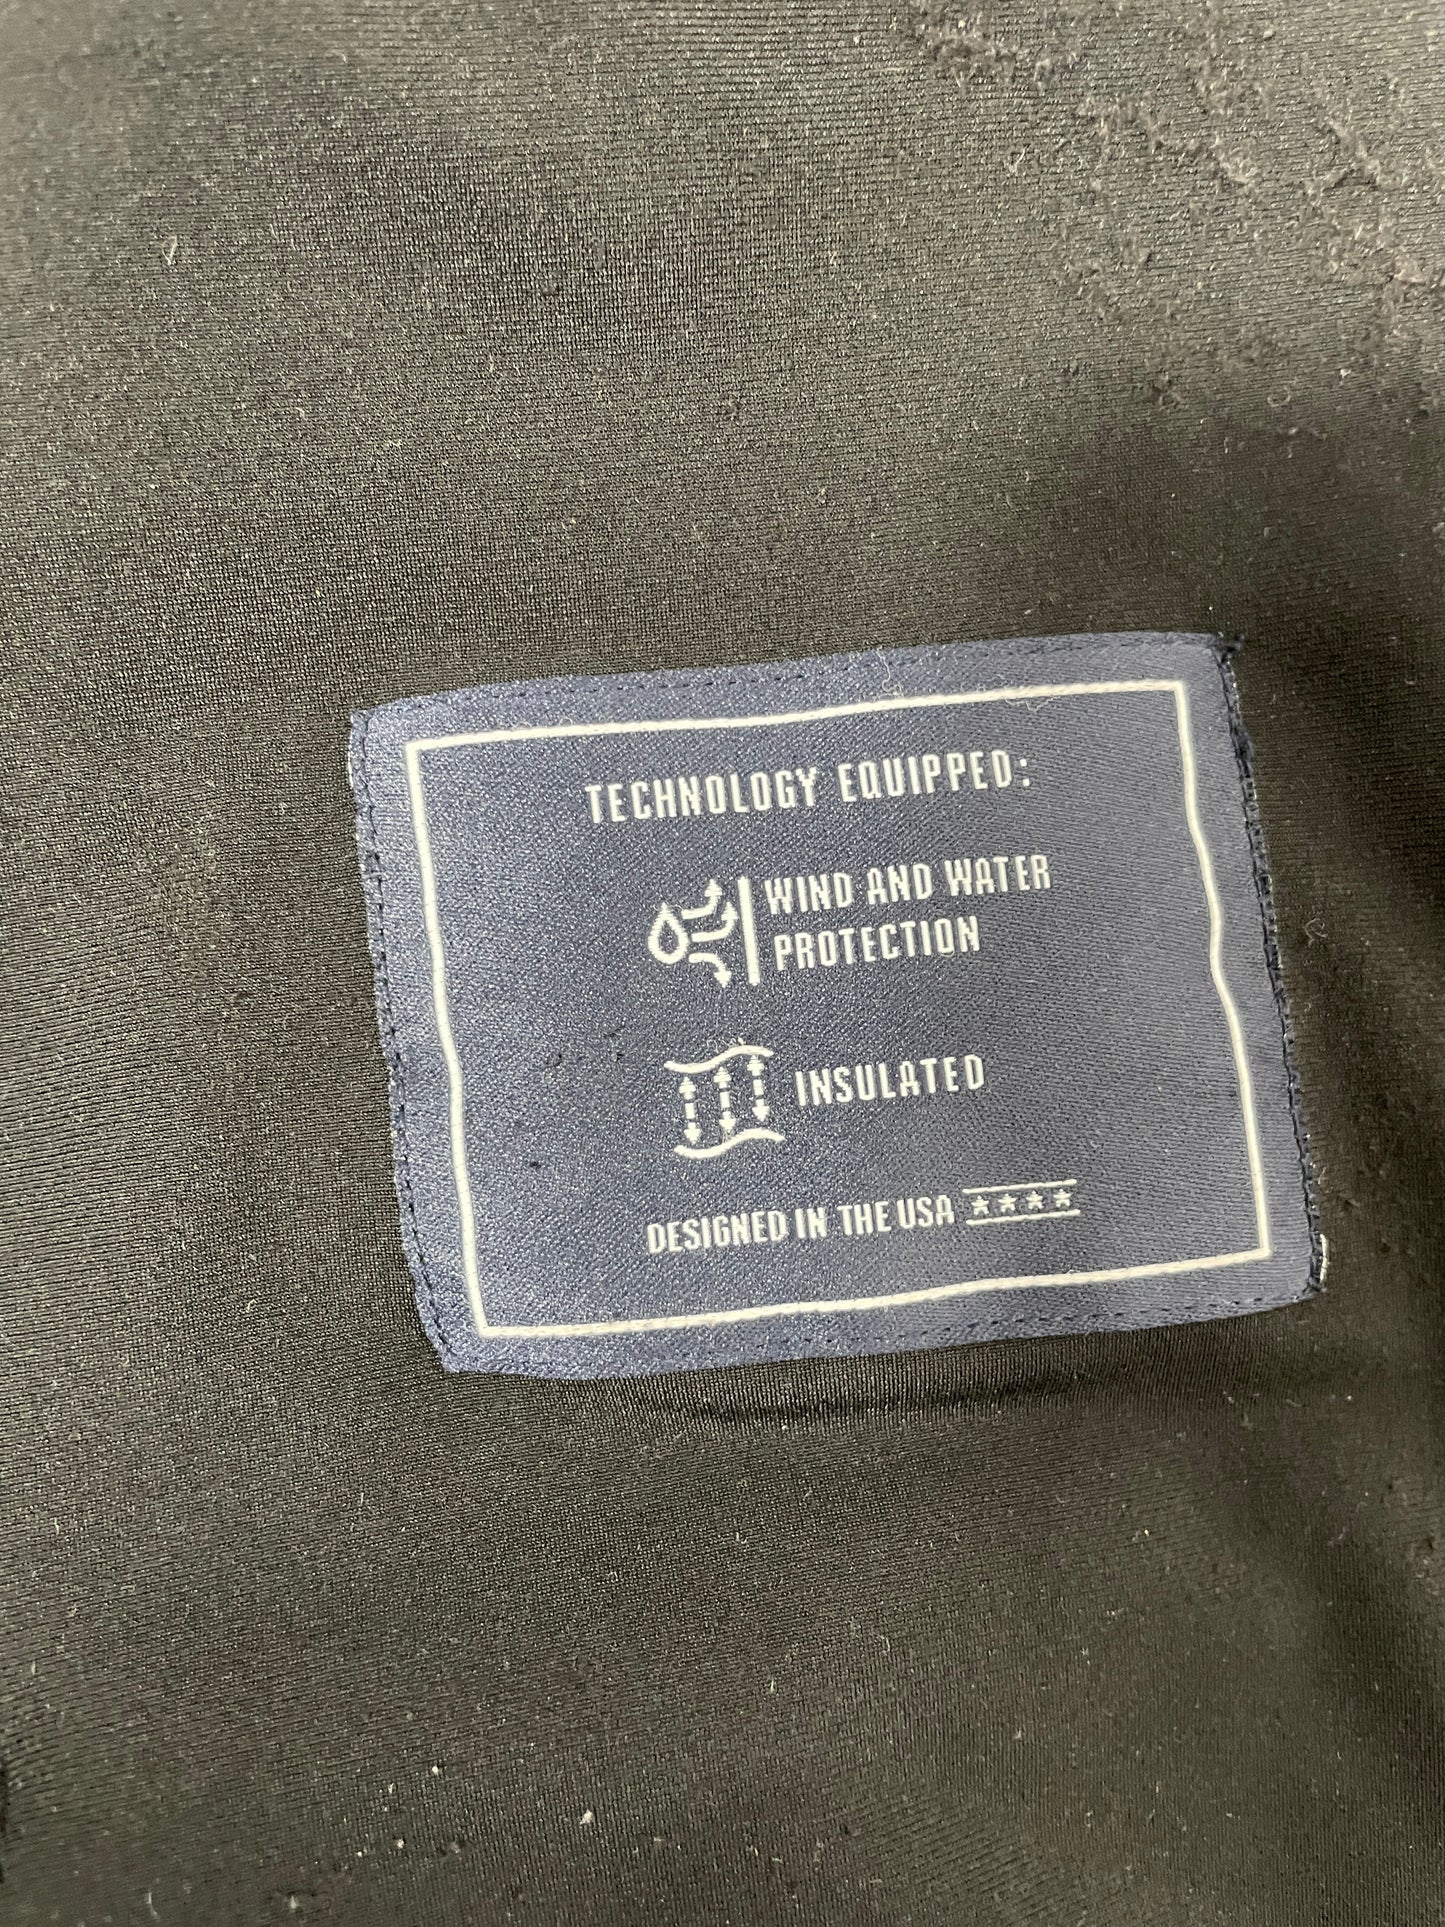 TECHNOLOGY EQUIPPED:
WIND AND WATER
PROTECTION
INSULATED
DESIGNED IN THE USA